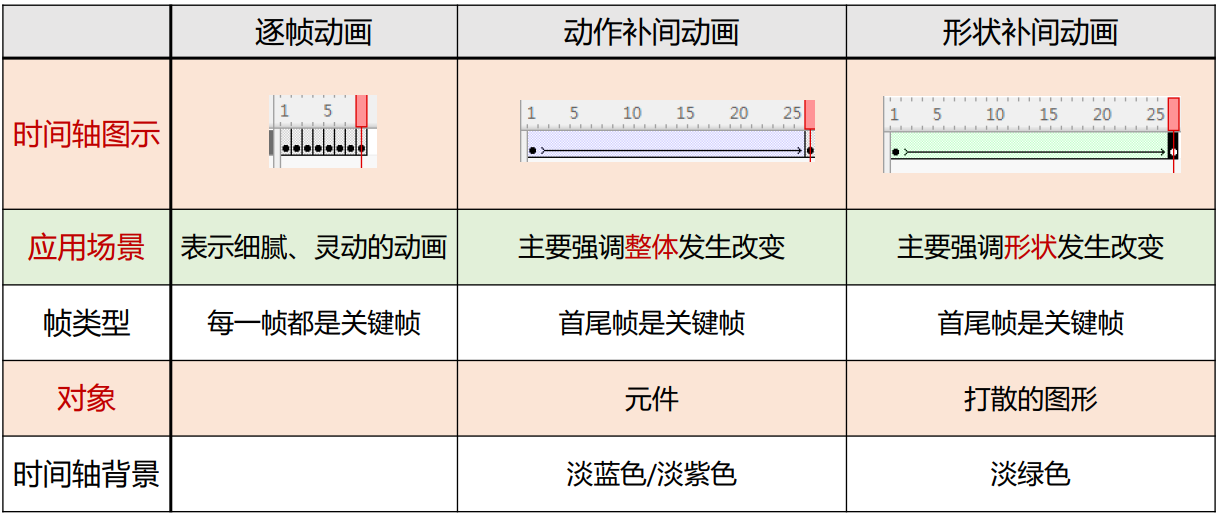 逐帧动画 动作补间动画 形状补间动画
时间轴图示
1 5
1 5 10 15 20 25
1 5 10 15 20 25
应用场景 表示细腻、灵动的动画 主要强调整体发生改变 主要强调形状发生改变
帧类型 每一帧都是关键帧 首尾帧是关键帧 首尾帧是关键帧
对象 元件 打散的图形
时间轴背景 淡蓝色/淡紫色 淡绿色